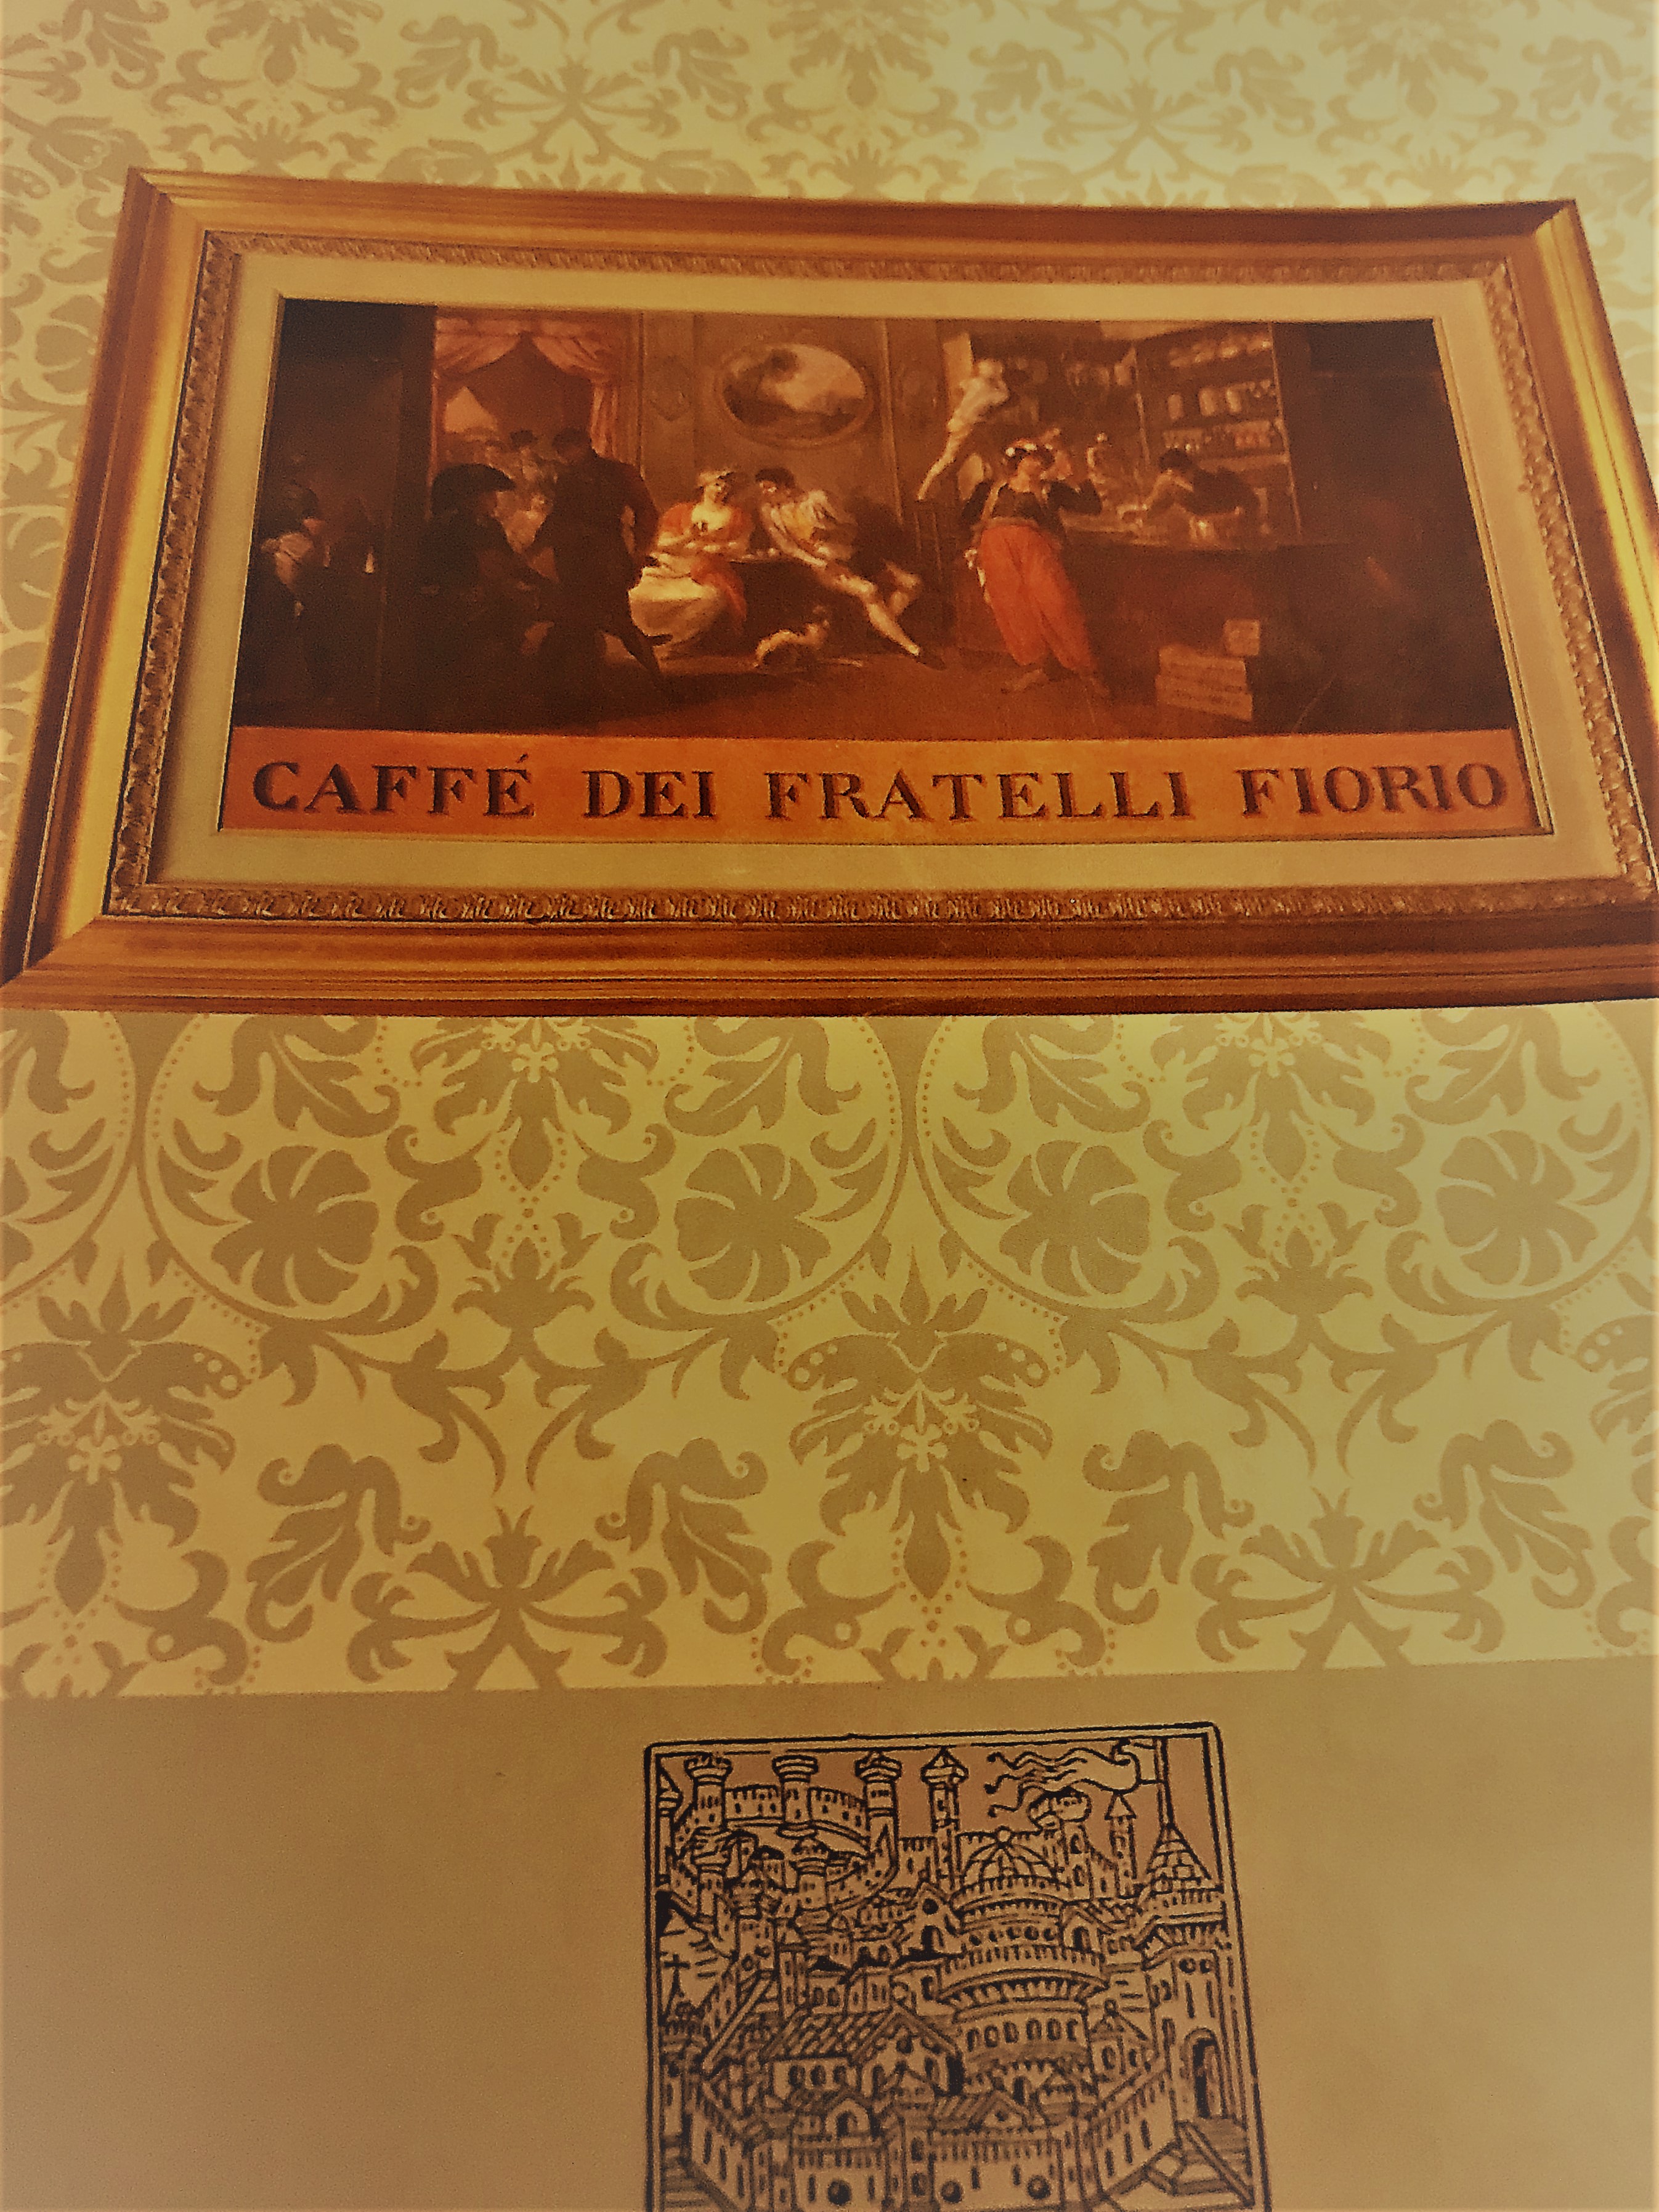 CAFFÉ DEI FRATELLI FIORIO